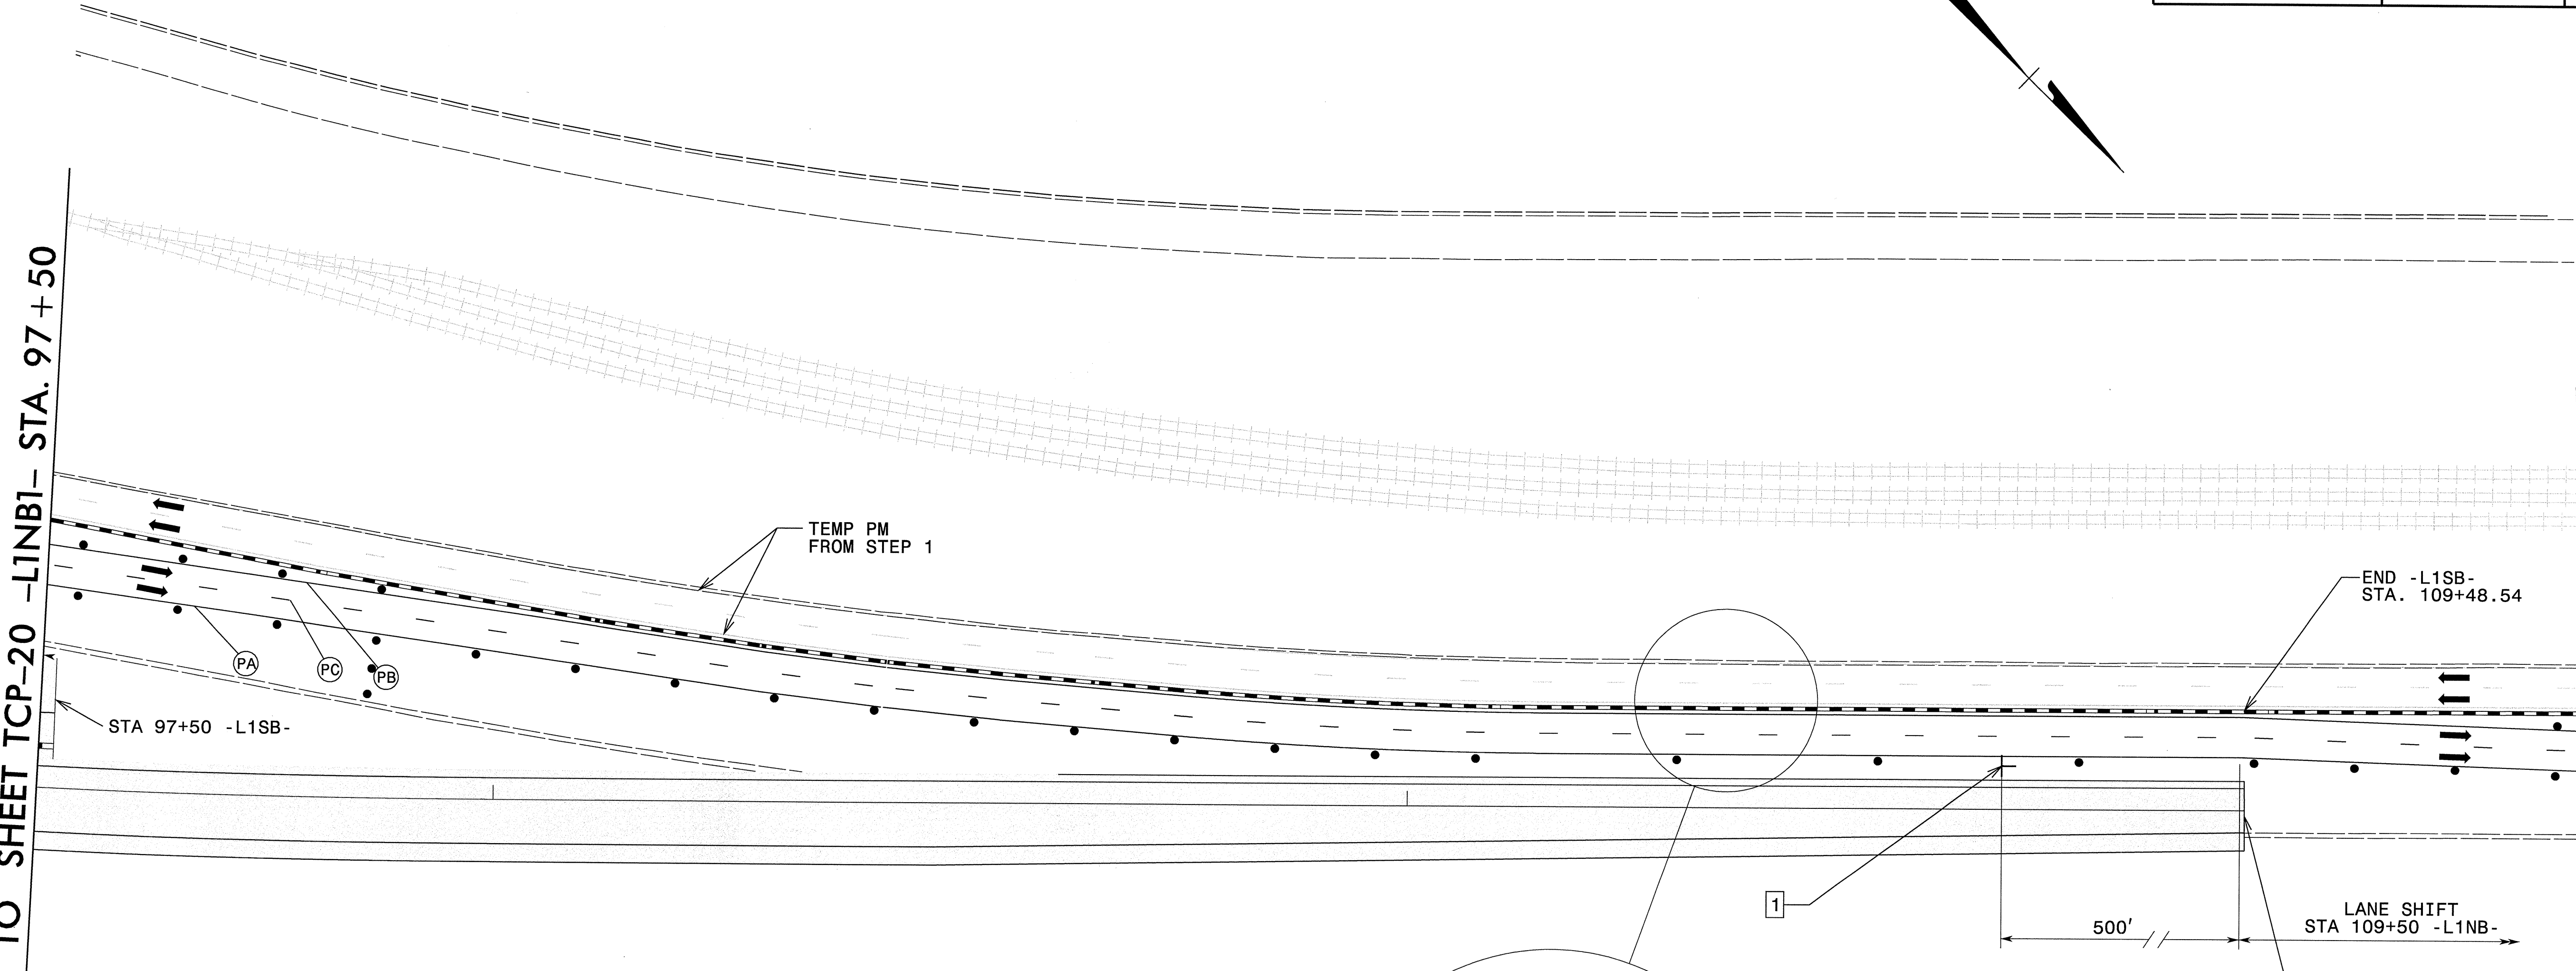 TO SHEET TCP-20 -L1NB1- STA. 97+50
TEMP PM
FROM STEP 1
END -L1SB-
STA. 109+48.54
PA
PC
PB
STA 97+50 -L1SB-
1
500'
LANE SHIFT
STA 109+50 -L1NB-